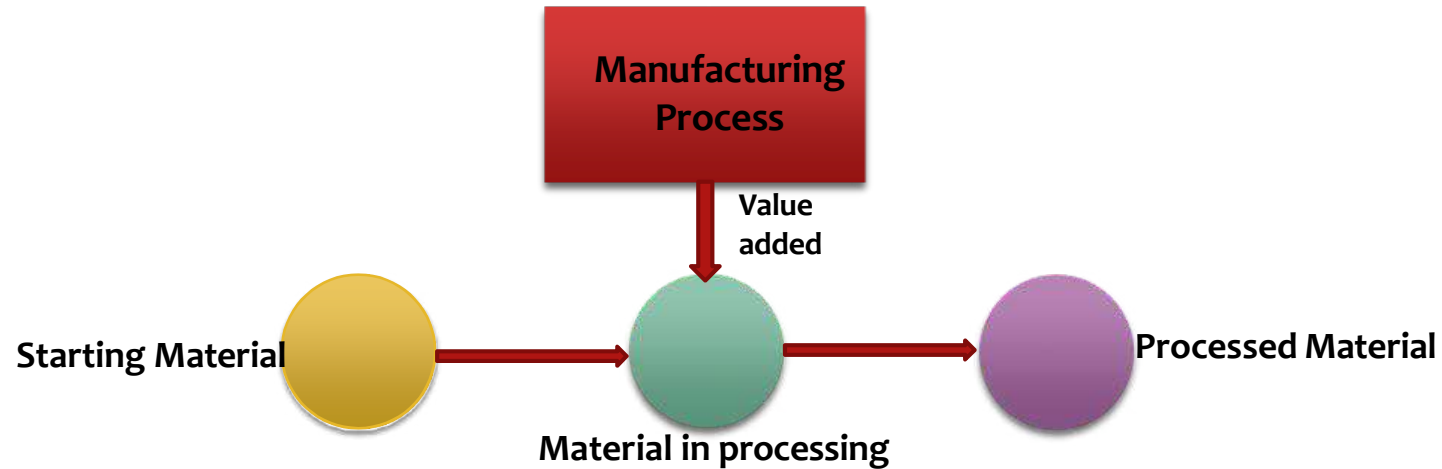 Manufacturing
Process
Value
added
Starting Material
Processed Material
Material in processing